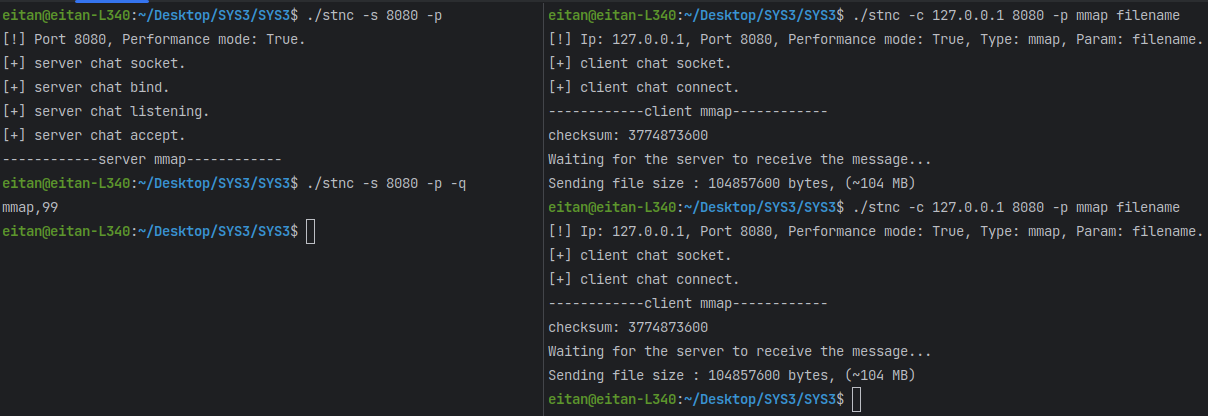 eitan@eitan-L340:~/Desktop/SYS3/SYS3$ ./stnc -s 8080 -p
[!] Port 8080, Performance mode: True.
[+] server chat socket.
[+] server chat bind.
[+] server chat listening.
[+] server chat accept.
------------server mmap------------
eitan@eitan-L340:~/Desktop/SYS3/SYS3$ ./stnc -s 8080 -p -q
mmap,99
eitan@eitan-L340:~/Desktop/SYS3/SYS3$
eitan@eitan-L340:~/Desktop/SYS3/SYS3$ ./stnc -c 127.0.0.1 8080 -p mmap filename
[!] Ip: 127.0.0.1, Port 8080, Performance mode: True, Type: mmap, Param: filename.
[+] client chat socket.
[+] client chat connect.
------------client mmap------------
checksum: 3774873600
Waiting for the server to receive the message...
Sending file size : 104857600 bytes, (~104 MB)
eitan@eitan-L340:~/Desktop/SYS3/SYS3$ ./stnc -c 127.0.0.1 8080 -p mmap filename
[!] Ip: 127.0.0.1, Port 8080, Performance mode: True, Type: mmap, Param: filename.
[+] client chat socket.
[+] client chat connect.
------------client mmap------------
checksum: 3774873600
Waiting for the server to receive the message...
Sending file size : 104857600 bytes, (~104 MB)
eitan@eitan-L340:~/Desktop/SYS3/SYS3$